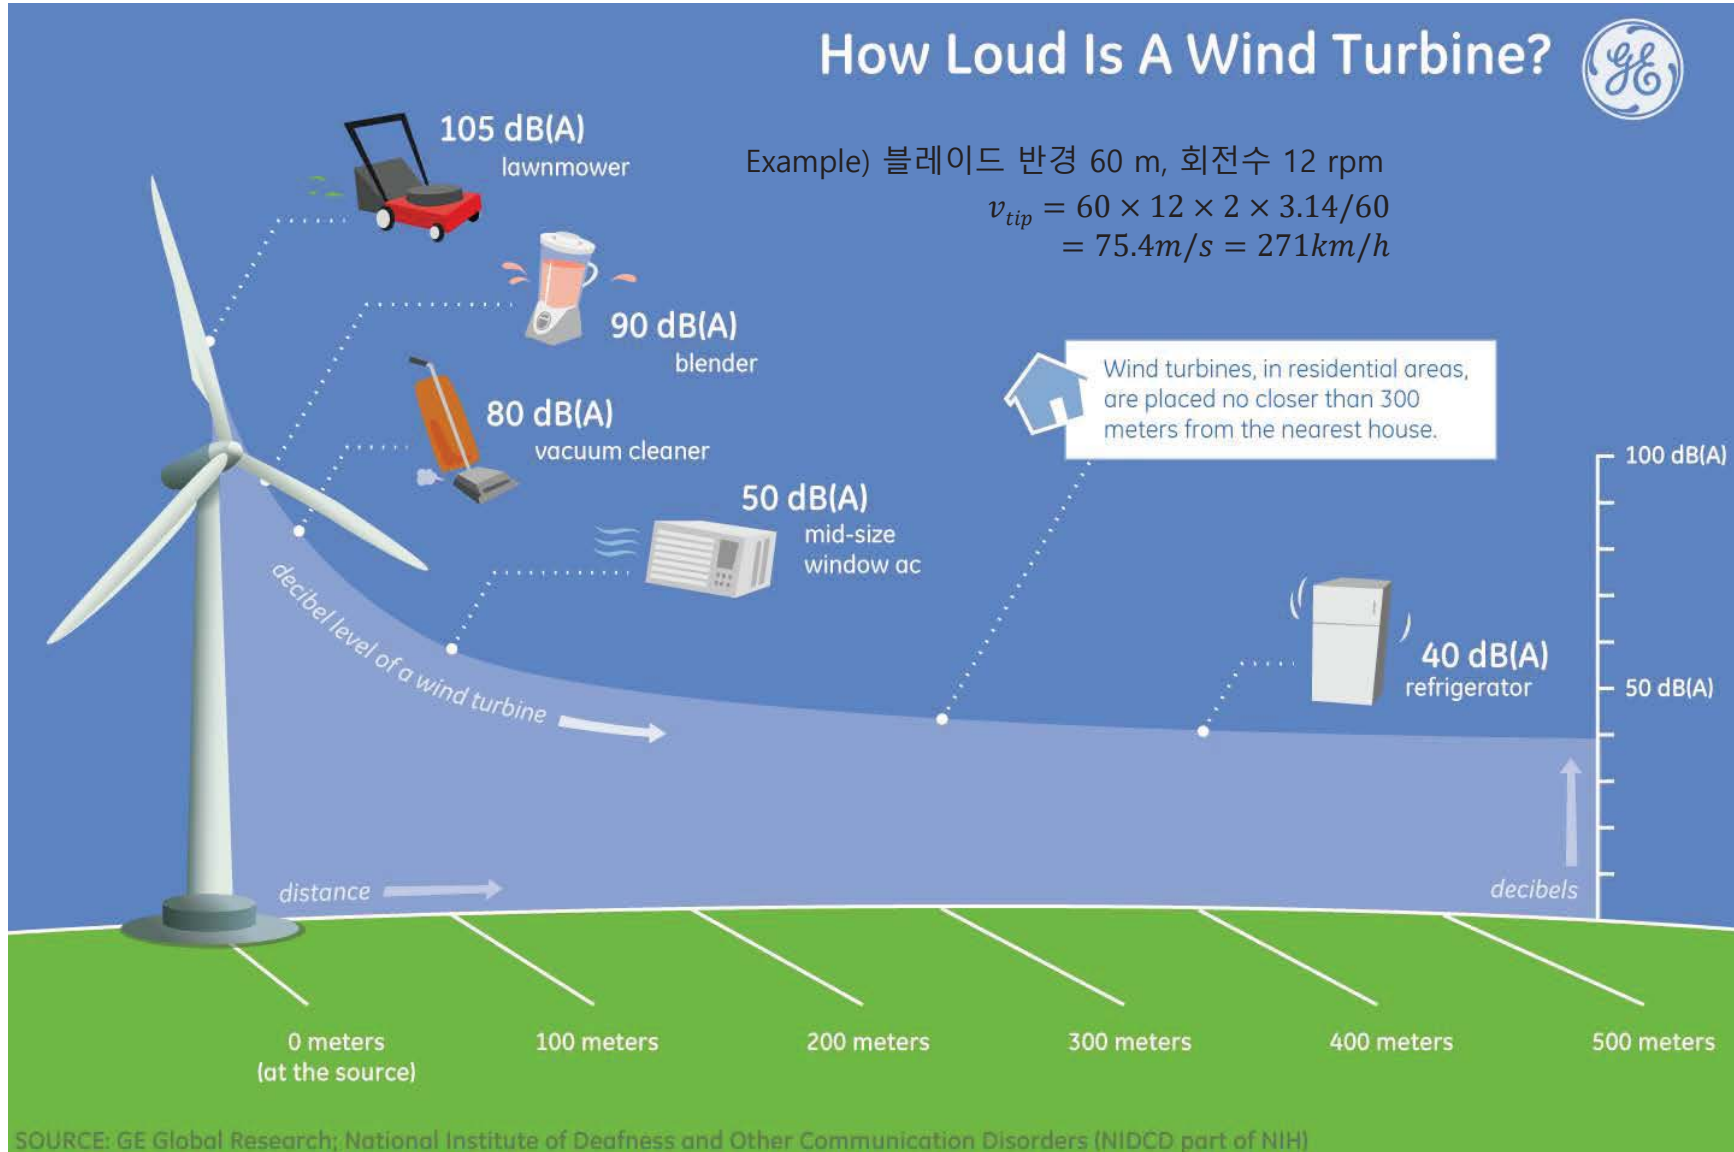 How Loud Is A Wind Turbine?
GE
105 dB(A)
lawnmower
Example) 블레이드 반경 60 m, 회전수 12 rpm
v_tip = 60 × 12 × 2 × 3.14/60
= 75.4m/s = 271km/h
90 dB(A)
blender
Wind turbines, in residential areas,
are placed no closer than 300
meters from the nearest house.
80 dB(A)
vacuum cleaner
100 dB(A)
50 dB(A)
mid-size
window ac
decibel level of a wind turbine
40 dB(A)
refrigerator
50 dB(A)
distance
decibels
0 meters
(at the source)
100 meters
200 meters
300 meters
400 meters
500 meters
SOURCE: GE Global Research; National Institute of Deafness and Other Communication Disorders (NIDCD part of NIH)